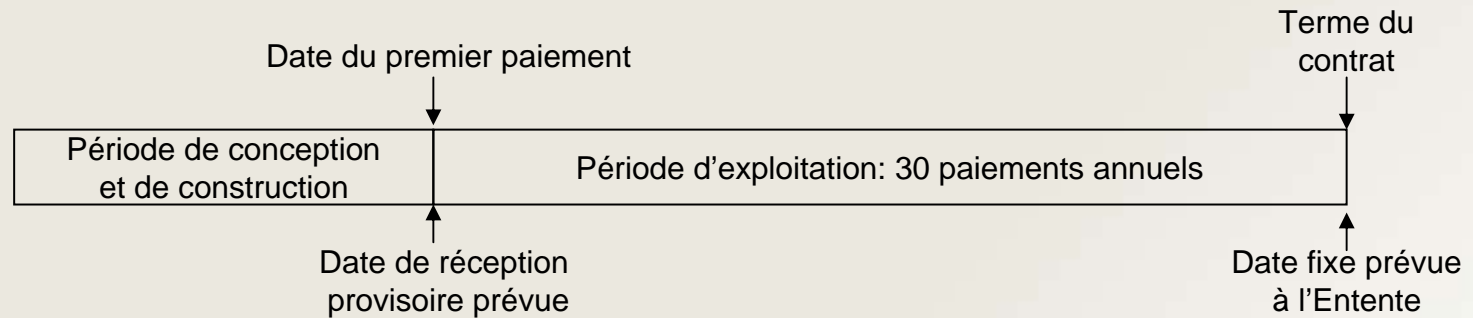 Terme du
contrat
Date du premier paiement
Période de conception
et de construction
Période d'exploitation: 30 paiements annuels
Date de réception
provisoire prévue
Date fixe prévue
à l'Entente